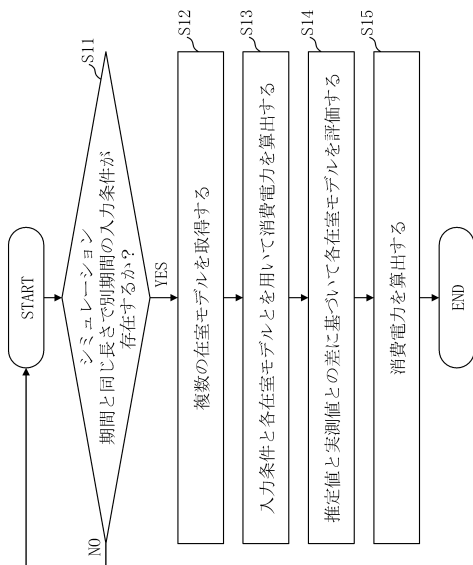 START
S11
シミュレーション
期間と同じ長さで別期間の入力条件が
存在するか？
NO
YES
S12
複数の在室モデルを取得する
S13
入力条件と各在室モデルとを用いて消費電力を算出する
S14
推定値と実測値との差に基づいて各在室モデルを評価する
S15
消費電力を算出する
END